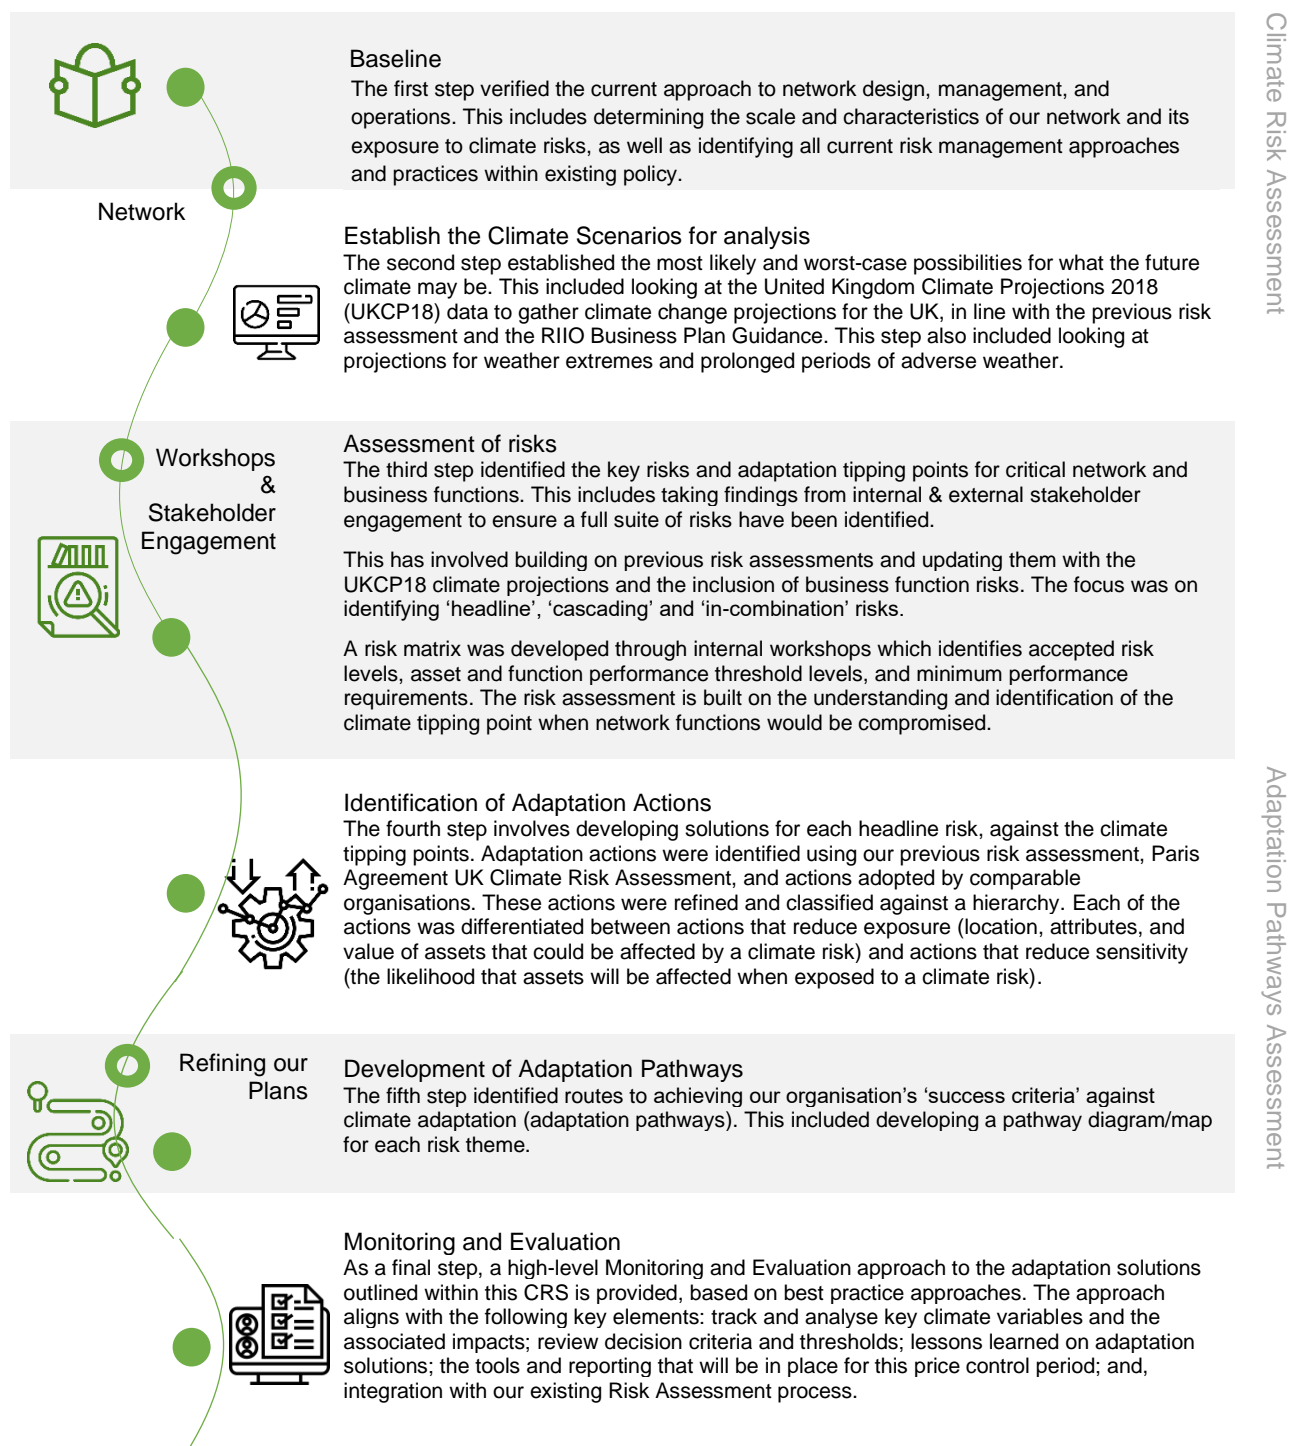 Baseline
The first step verified the current approach to network design, management, and
operations. This includes determining the scale and characteristics of our network and its
exposure to climate risks, as well as identifying all current risk management approaches
and practices within existing policy.
Network
Establish the Climate Scenarios for analysis
The second step established the most likely and worst-case possibilities for what the future
climate may be. This included looking at the United Kingdom Climate Projections 2018
(UKCP18) data to gather climate change projections for the UK, in line with the previous risk
assessment and the RIIO Business Plan Guidance. This step also included looking at
projections for weather extremes and prolonged periods of adverse weather.
Climate Risk Assessment
Workshops
&
Stakeholder
Engagement
Assessment of risks
The third step identified the key risks and adaptation tipping points for critical network and
business functions. This includes taking findings from internal & external stakeholder
engagement to ensure a full suite of risks have been identified.
This has involved building on previous risk assessments and updating them with the
UKCP18 climate projections and the inclusion of business function risks. The focus was on
identifying ‘headline’, ‘cascading’ and ‘in-combination’ risks.
A risk matrix was developed through internal workshops which identifies accepted risk
levels, asset and function performance threshold levels, and minimum performance
requirements. The risk assessment is built on the understanding and identification of the
climate tipping point when network functions would be compromised.
Identification of Adaptation Actions
The fourth step involves developing solutions for each headline risk, against the climate
tipping points. Adaptation actions were identified using our previous risk assessment, Paris
Agreement UK Climate Risk Assessment, and actions adopted by comparable
organisations. These actions were refined and classified against a hierarchy. Each of the
actions was differentiated between actions that reduce exposure (location, attributes, and
value of assets that could be affected by a climate risk) and actions that reduce sensitivity
(the likelihood that assets will be affected when exposed to a climate risk).
Adaptation Pathways Assessment
Refining our
Plans
Development of Adaptation Pathways
The fifth step identified routes to achieving our organisation’s ‘success criteria’ against
climate adaptation (adaptation pathways). This included developing a pathway diagram/map
for each risk theme.
Monitoring and Evaluation
As a final step, a high-level Monitoring and Evaluation approach to the adaptation solutions
outlined within this CRS is provided, based on best practice approaches. The approach
aligns with the following key elements: track and analyse key climate variables and the
associated impacts; review decision criteria and thresholds; lessons learned on adaptation
solutions; the tools and reporting that will be in place for this price control period; and,
integration with our existing Risk Assessment process.